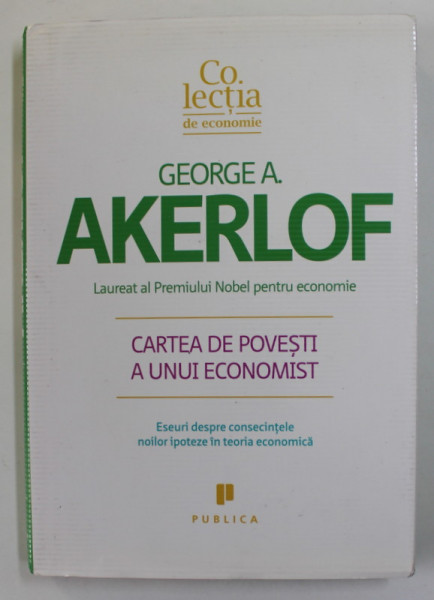 Co.
lecția
de economie
GEORGE A.
AKERLOF
Laureat al Premiului Nobel pentru economie
CARTEA DE POVEȘTI
A UNUI ECONOMIST
Eseuri despre consecințele
noilor ipoteze în teoria economică
PUBLICA